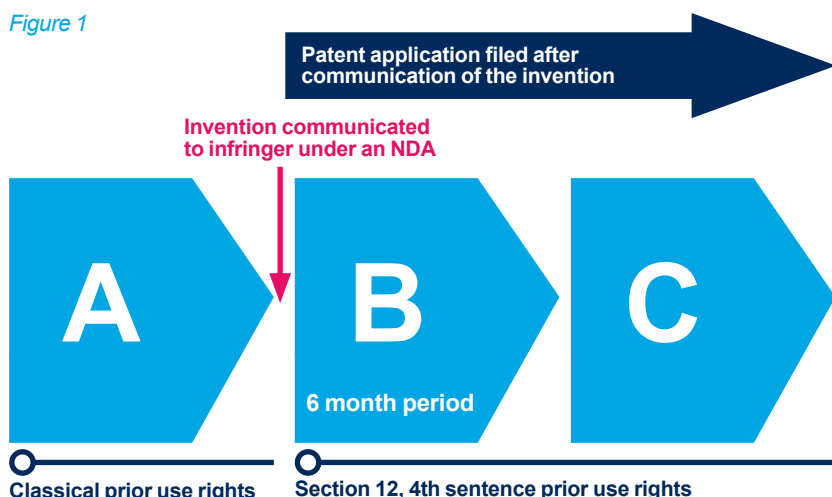 Figure 1
Patent application filed after
communication of the invention
Invention communicated
to infringer under an NDA
A
B
C
6 month period
Classical prior use rights
Section 12, 4th sentence prior use rights